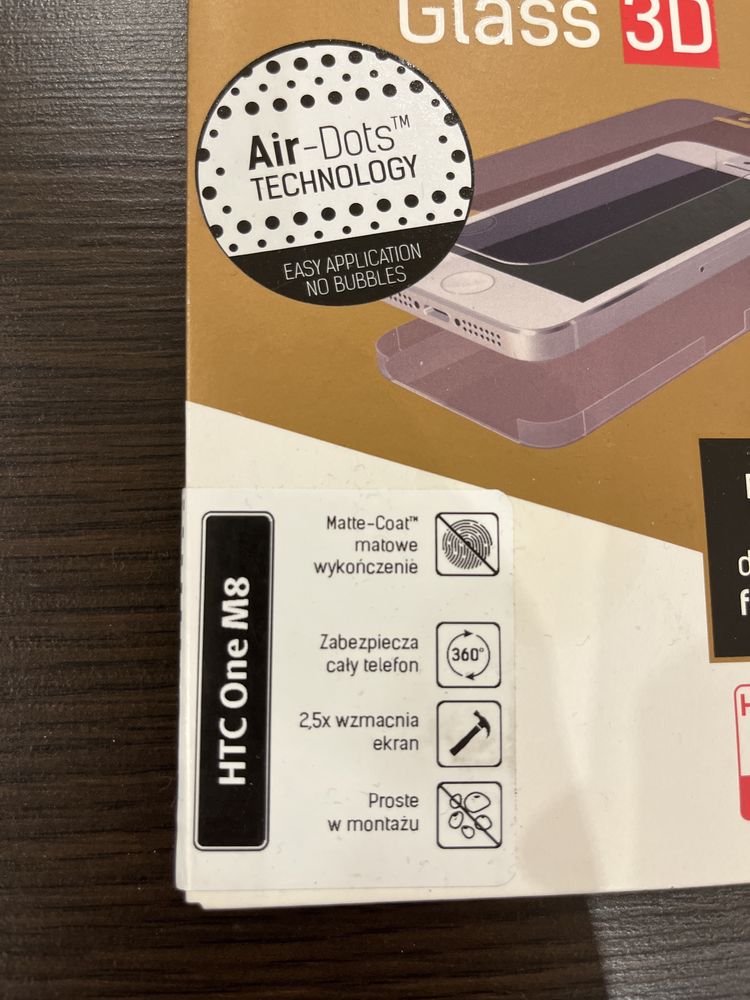 Glass 3D
Air-Dots™
TECHNOLOGY
EASY APPLICATION
NO BUBBLES
HTC One M8
Matte-Coat™
matowe
wykończenie
Zabezpiecza
cały telefon
360°
2,5x wzmacnia
ekran
Proste
w montażu